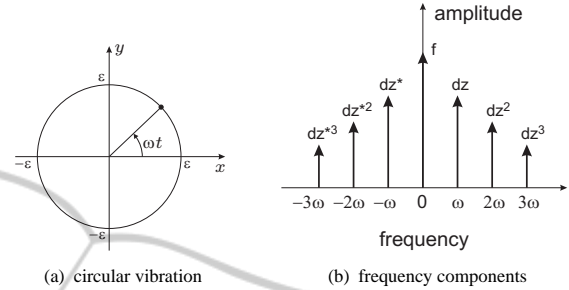 y
ε
ωt
−ε
ε
x
−ε
(a) circular vibration
amplitude
f
dz*
dz
dz*2
dz2
dz*3
dz3
−3ω −2ω −ω 0 ω 2ω 3ω
frequency
(b) frequency components